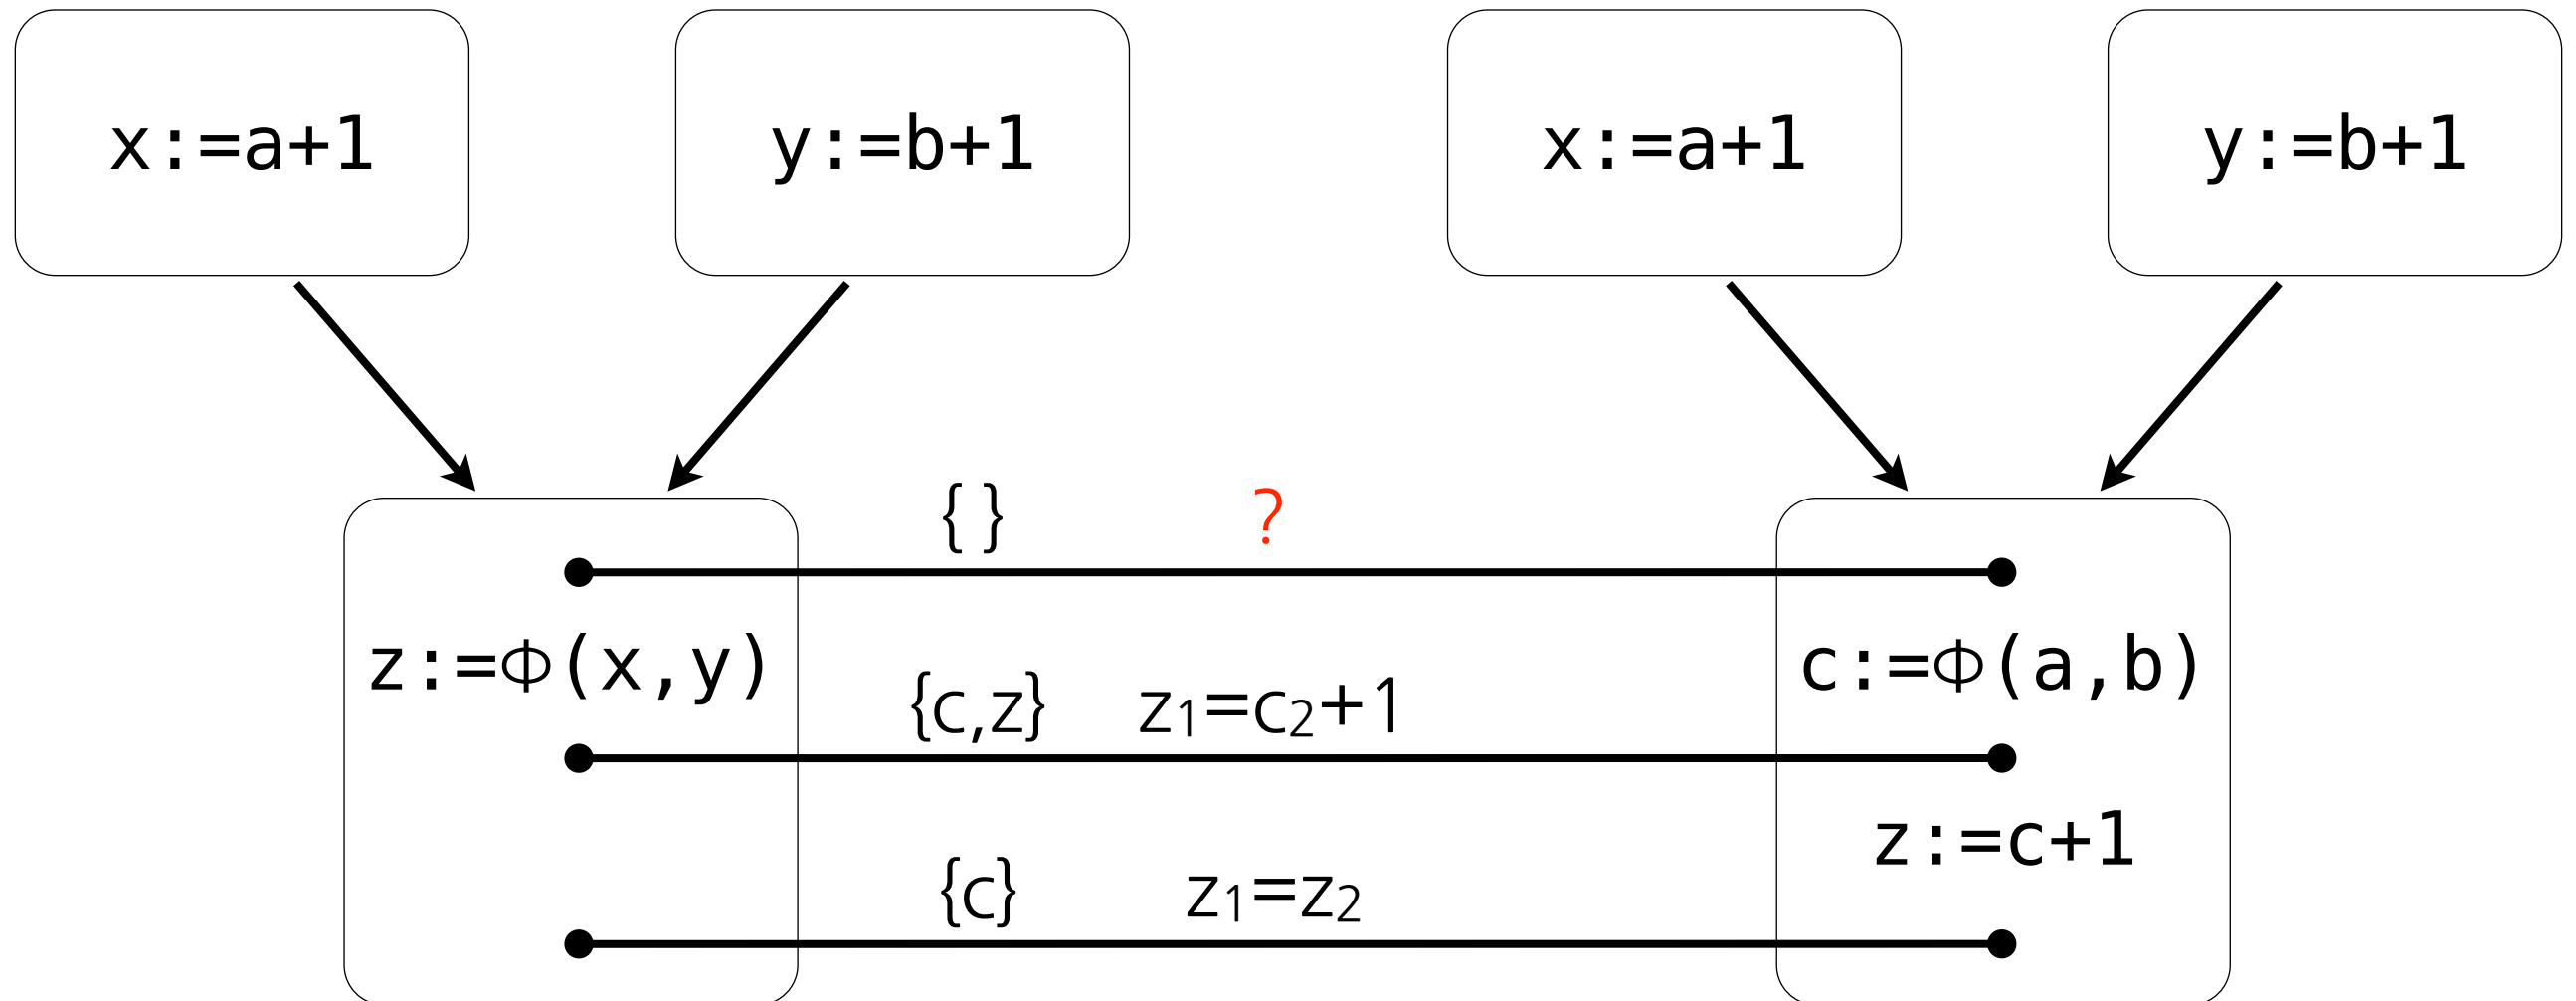 x:=a+1
y:=b+1
x:=a+1
y:=b+1
{ } ?
z:=Φ(x,y)
c:=Φ(a,b)
{c,z} z₁=c₂+1
z:=c+1
{c} z₁=z₂